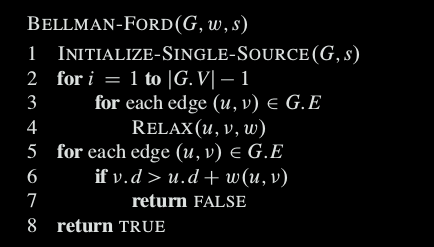 BELLMAN-FORD(G, w, s)
1 INITIALIZE-SINGLE-SOURCE(G, s)
2 for i = 1 to |G.V| − 1
3 for each edge (u, v) ∈ G.E
4 RELAX(u, v, w)
5 for each edge (u, v) ∈ G.E
6 if v.d > u.d + w(u, v)
7 return FALSE
8 return TRUE